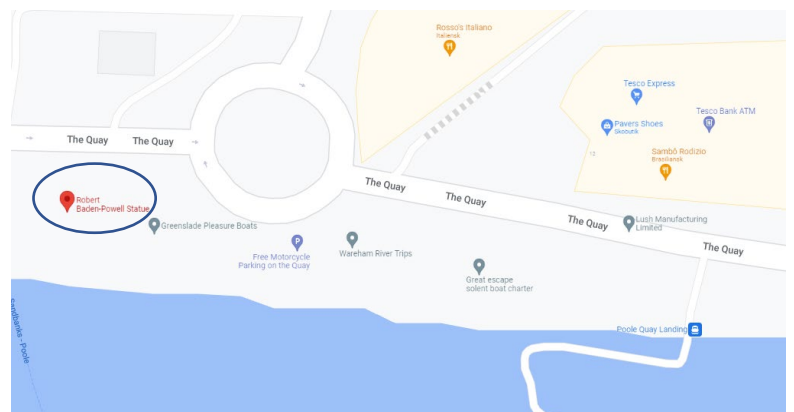 Rosso's Italiano
Italiensk
Tesco Express
Tesco Bank ATM
Pavers Shoes
Skobutik
Sambô Rodizio
Brasiliansk
The Quay
The Quay
The Quay
The Quay
The Quay
The Quay
Robert
Baden-Powell Statue
Greenslade Pleasure Boats
Lush Manufacturing
Limited
P
Free Motorcycle
Parking on the Quay
Wareham River Trips
Great escape
solent boat charter
Poole Quay Landing
Sandbanks - Poole